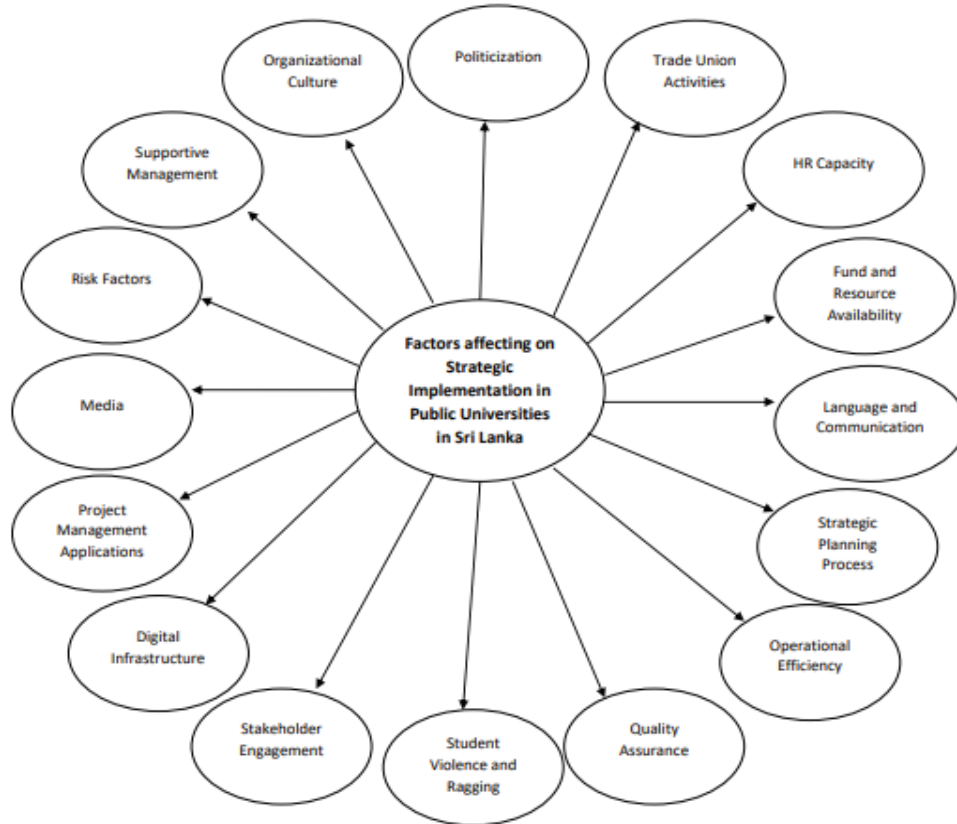 Organizational
Culture
Politicization
Trade Union
Activities
Supportive
Management
HR Capacity
Risk Factors
Fund and
Resource
Availability
Factors affecting on
Strategic
Implementation in
Public Universities
in Sri Lanka
Media
Language and
Communication
Project
Management
Applications
Strategic
Planning
Process
Digital
Infrastructure
Operational
Efficiency
Stakeholder
Engagement
Student
Violence and
Ragging
Quality
Assurance